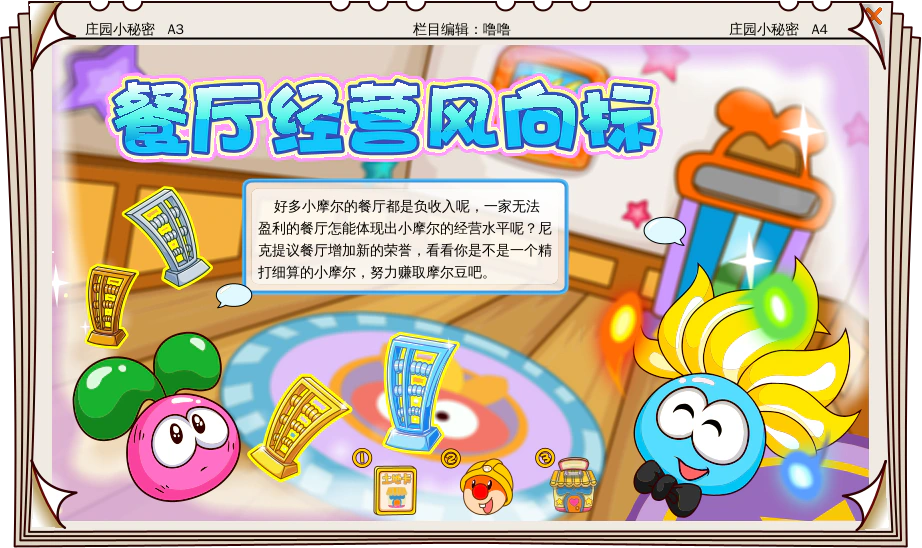 庄园小秘密 A3
栏目编辑：噜噜
庄园小秘密 A4
餐厅经营风向标
好多小摩尔的餐厅都是负收入呢，一家无法
盈利的餐厅怎能体现出小摩尔的经营水平呢？尼
克提议餐厅增加新的荣誉，看看你是不是一个精
打细算的小摩尔，努力赚取摩尔豆吧。
① ② ③
土地卡